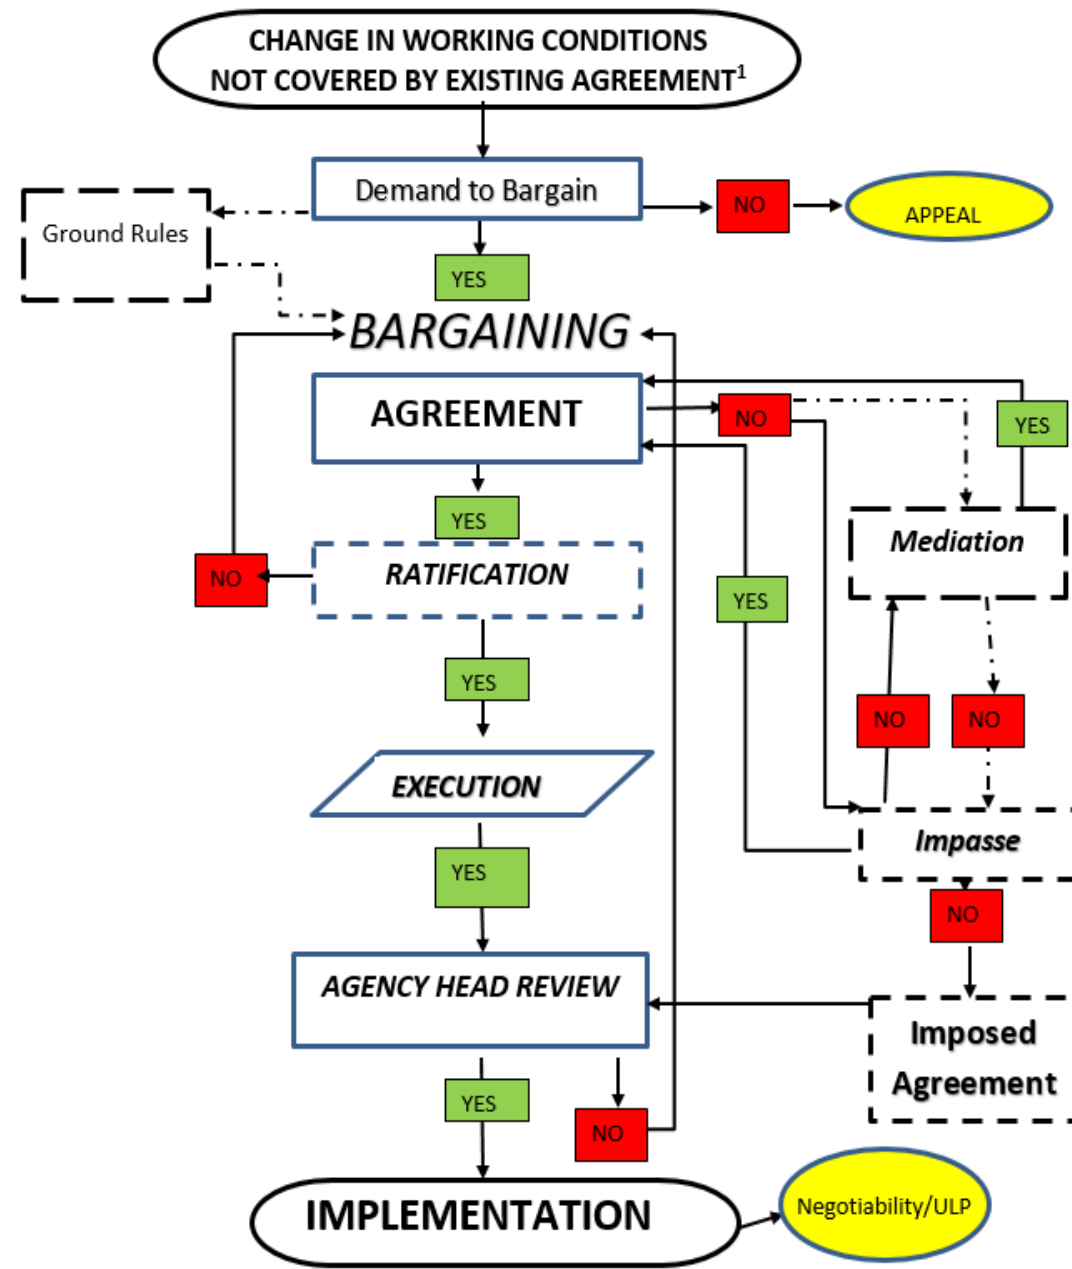 CHANGE IN WORKING CONDITIONS
NOT COVERED BY EXISTING AGREEMENT¹
Demand to Bargain
NO
APPEAL
Ground Rules
YES
BARGAINING
AGREEMENT
NO
YES
YES
Mediation
RATIFICATION
NO
YES
YES
NO
NO
EXECUTION
Impasse
YES
NO
AGENCY HEAD REVIEW
Imposed
Agreement
YES
NO
IMPLEMENTATION
Negotiability/ULP